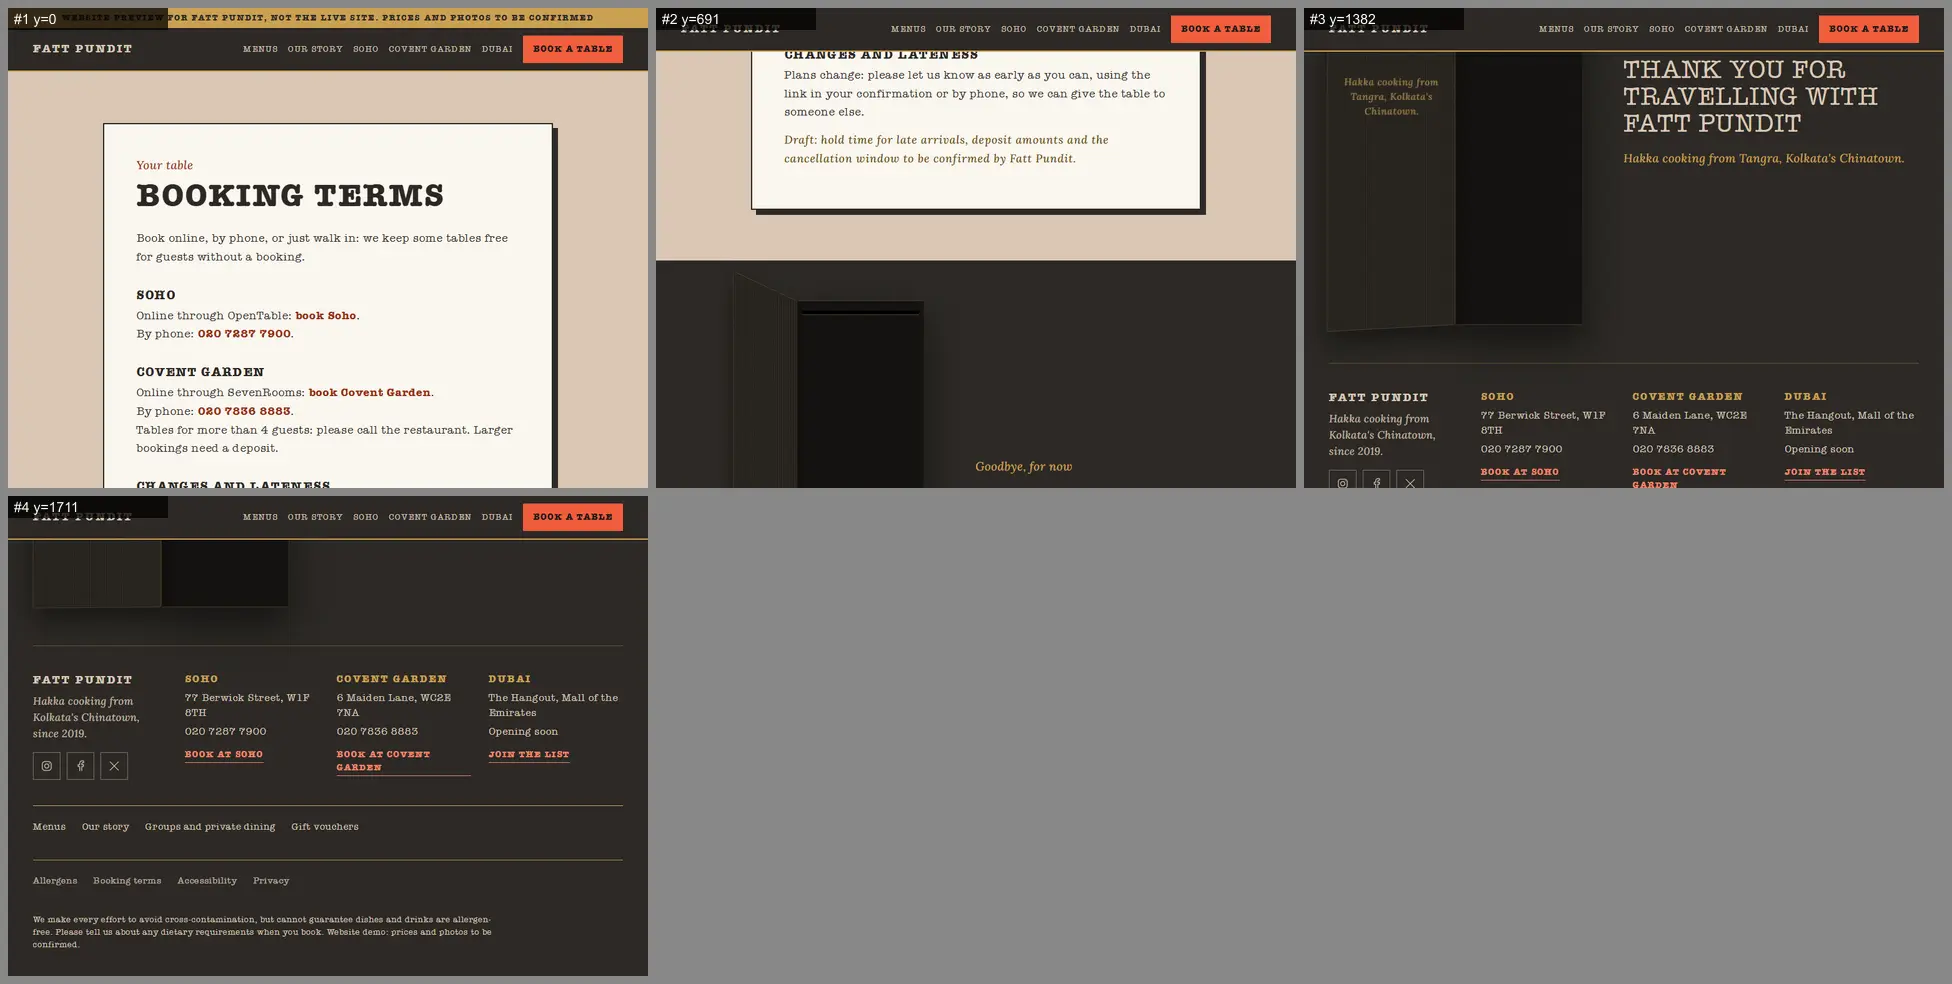 #1 y=0
WEBSITE PREVIEW FOR FATT PUNDIT, NOT THE LIVE SITE. PRICES AND PHOTOS TO BE CONFIRMED
FATT PUNDIT
MENUS OUR STORY SOHO COVENT GARDEN DUBAI BOOK A TABLE
Your table
BOOKING TERMS
Book online, by phone, or just walk in: we keep some tables free
for guests without a booking.
SOHO
Online through OpenTable: book Soho.
By phone: 020 7287 7900.
COVENT GARDEN
Online through SevenRooms: book Covent Garden.
By phone: 020 7836 8883.
Tables for more than 4 guests: please call the restaurant. Larger
bookings need a deposit.
CHANGES AND LATENESS
#2 y=691
FATT PUNDIT
MENUS OUR STORY SOHO COVENT GARDEN DUBAI BOOK A TABLE
CHANGES AND LATENESS
Plans change: please let us know as early as you can, using the
link in your confirmation or by phone, so we can give the table to
someone else.
Draft: hold time for late arrivals, deposit amounts and the
cancellation window to be confirmed by Fatt Pundit.
Goodbye, for now
#3 y=1382
FATT PUNDIT
MENUS OUR STORY SOHO COVENT GARDEN DUBAI BOOK A TABLE
Hakka cooking from
Tangra, Kolkata's
Chinatown.
THANK YOU FOR
TRAVELLING WITH
FATT PUNDIT
Hakka cooking from Tangra, Kolkata's Chinatown.
FATT PUNDIT
Hakka cooking from
Kolkata's Chinatown,
since 2019.
SOHO
77 Berwick Street, W1F
8TH
020 7287 7900
BOOK AT SOHO
COVENT GARDEN
6 Maiden Lane, WC2E
7NA
020 7836 8883
BOOK AT COVENT
GARDEN
DUBAI
The Hangout, Mall of the
Emirates
Opening soon
JOIN THE LIST
#4 y=1711
FATT PUNDIT
MENUS OUR STORY SOHO COVENT GARDEN DUBAI BOOK A TABLE
FATT PUNDIT
Hakka cooking from
Kolkata's Chinatown,
since 2019.
SOHO
77 Berwick Street, W1F
8TH
020 7287 7900
BOOK AT SOHO
COVENT GARDEN
6 Maiden Lane, WC2E
7NA
020 7836 8883
BOOK AT COVENT
GARDEN
DUBAI
The Hangout, Mall of the
Emirates
Opening soon
JOIN THE LIST
Menus Our story Groups and private dining Gift vouchers
Allergens Booking terms Accessibility Privacy
We make every effort to avoid cross-contamination, but cannot guarantee dishes and drinks are allergen-
free. Please tell us about any dietary requirements when you book. Website demo: prices and photos to be
confirmed.